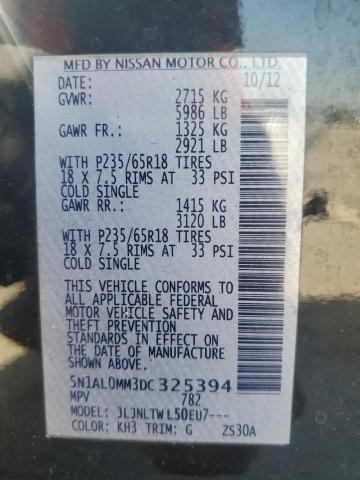 MFD BY NISSAN MOTOR CO., LTD.
DATE: 10/12
GVWR: 2715 KG
5986 LB
GAWR FR.: 1325 KG
2921 LB
WITH P235/65R18 TIRES
18 X 7.5 RIMS AT 33 PSI
COLD SINGLE
GAWR RR.: 1415 KG
3120 LB
WITH P235/65R18 TIRES
18 X 7.5 RIMS AT 33 PSI
COLD SINGLE
THIS VEHICLE CONFORMS TO
ALL APPLICABLE FEDERAL
MOTOR VEHICLE SAFETY AND
THEFT PREVENTION
STANDARDS IN EFFECT ON
THE DATE OF MANUFACTURE
SHOWN ABOVE.
5N1AL0MM3DC325394
MPV 782
MODEL: JLJNLTWL50EU7---
COLOR: KH3 TRIM: G ZS30A